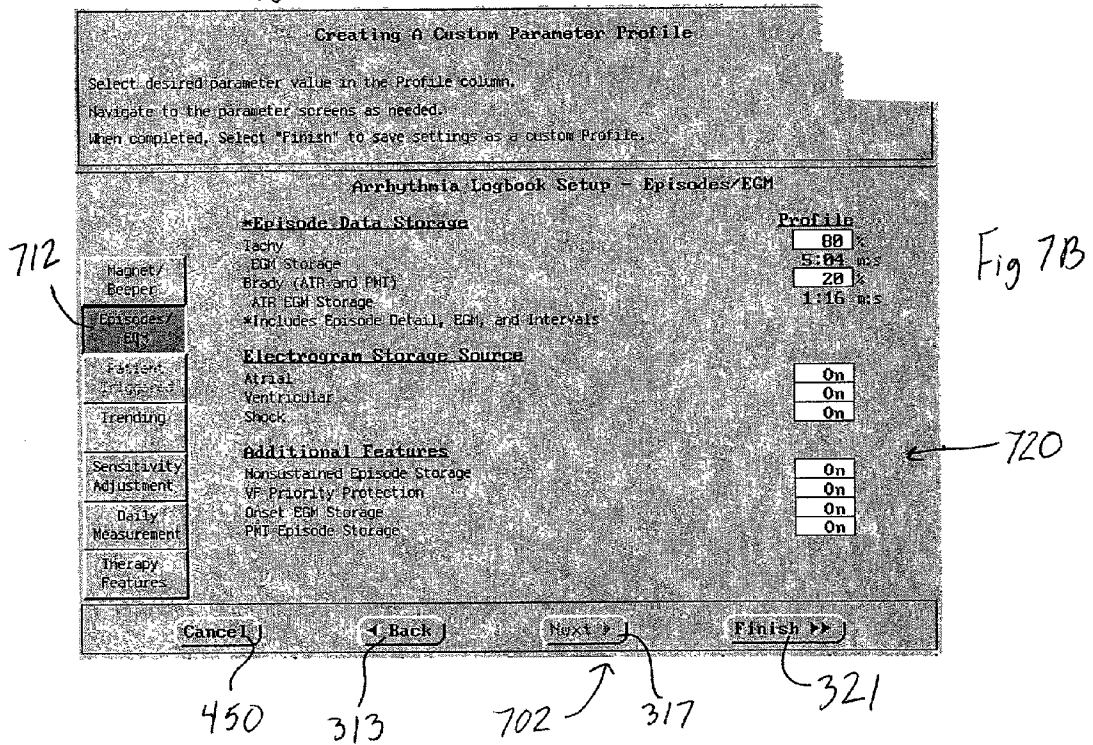 Creating A Custom Parameter Profile
Select desired parameter value in the Profile column.
Navigate to the parameter screens as needed.
When completed, Select "Finish" to save settings as a custom Profile.
Arrhythmia Logbook Setup - Episodes/EGM
*Episode Data Storage Profile
Tachy 80 %
EGM Storage 5:04 m:s
Brady (ATR and PMT) 20 %
ATR EGM Storage 1:16 m:s
*Includes Episode Detail, EGM, and Intervals
Electrogram Storage Source
Atrial On
Ventricular On
Shock On
Additional Features
Nonsustained Episode Storage On
VF Priority Protection On
Onset EGM Storage On
PMT Episode Storage On
Magnet/
Beeper
Episodes/
Patient
Triggered
Trending
Sensitivity
Adjustment
Daily
Measurement
Therapy
Features
Cancel ◄ Back Next ► Finish ►►
712
Fig 7B
720
450 313 702 317 321